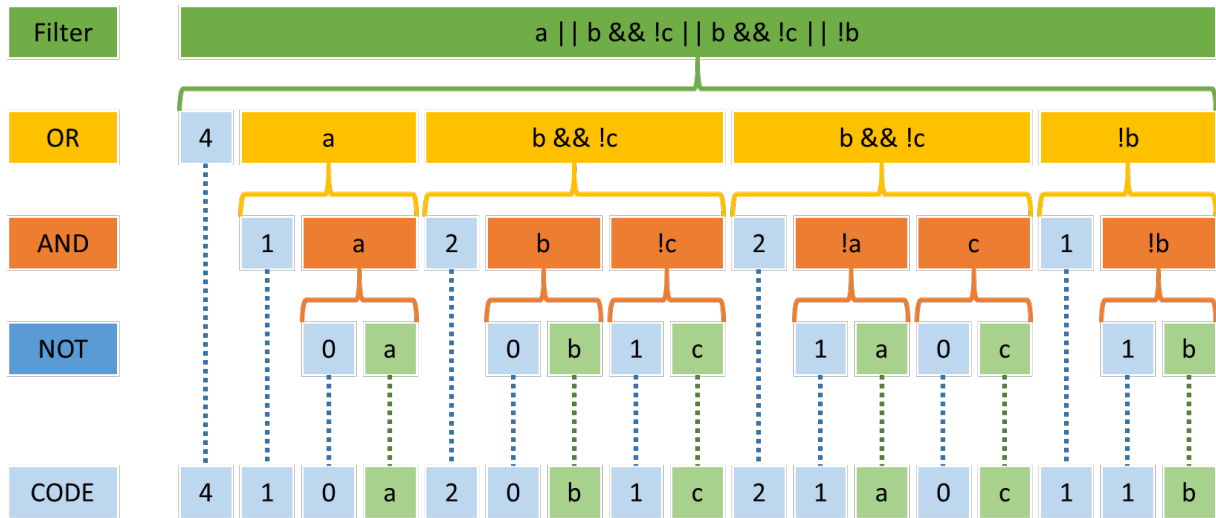 Filter a || b && !c || b && !c || !b
OR 4 a b && !c b && !c !b
AND 1 a 2 b !c 2 !a c 1 !b
NOT 0 a 0 b 1 c 1 a 0 c 1 b
CODE 4 1 0 a 2 0 b 1 c 2 1 a 0 c 1 1 b